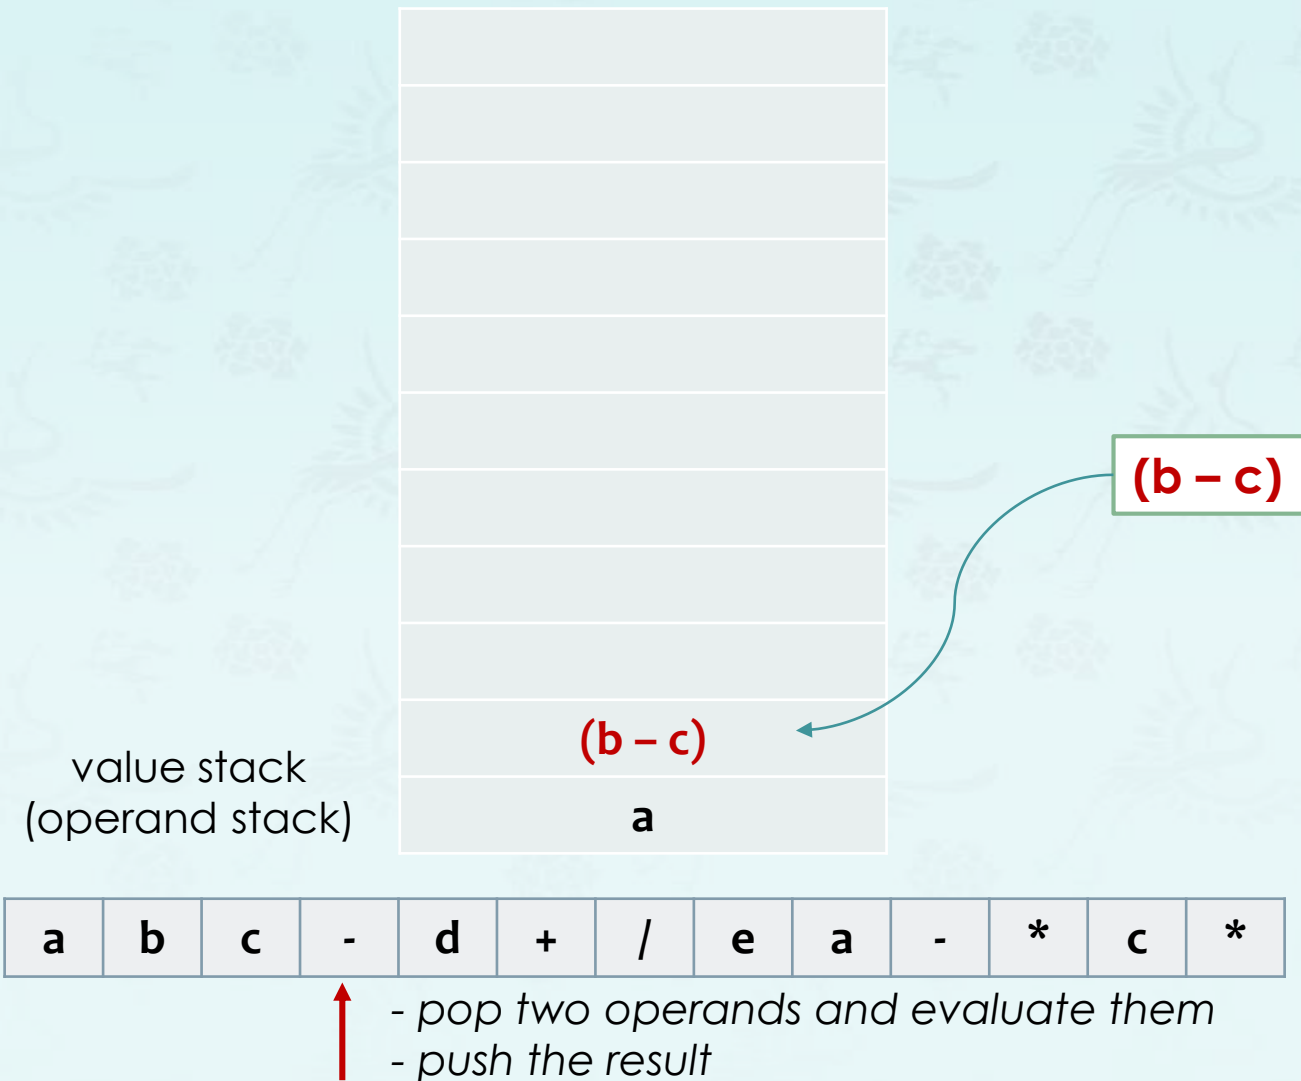 (b – c)
(b – c)
value stack
(operand stack)
a
a b c - d + / e a - * c *
- pop two operands and evaluate them
- push the result